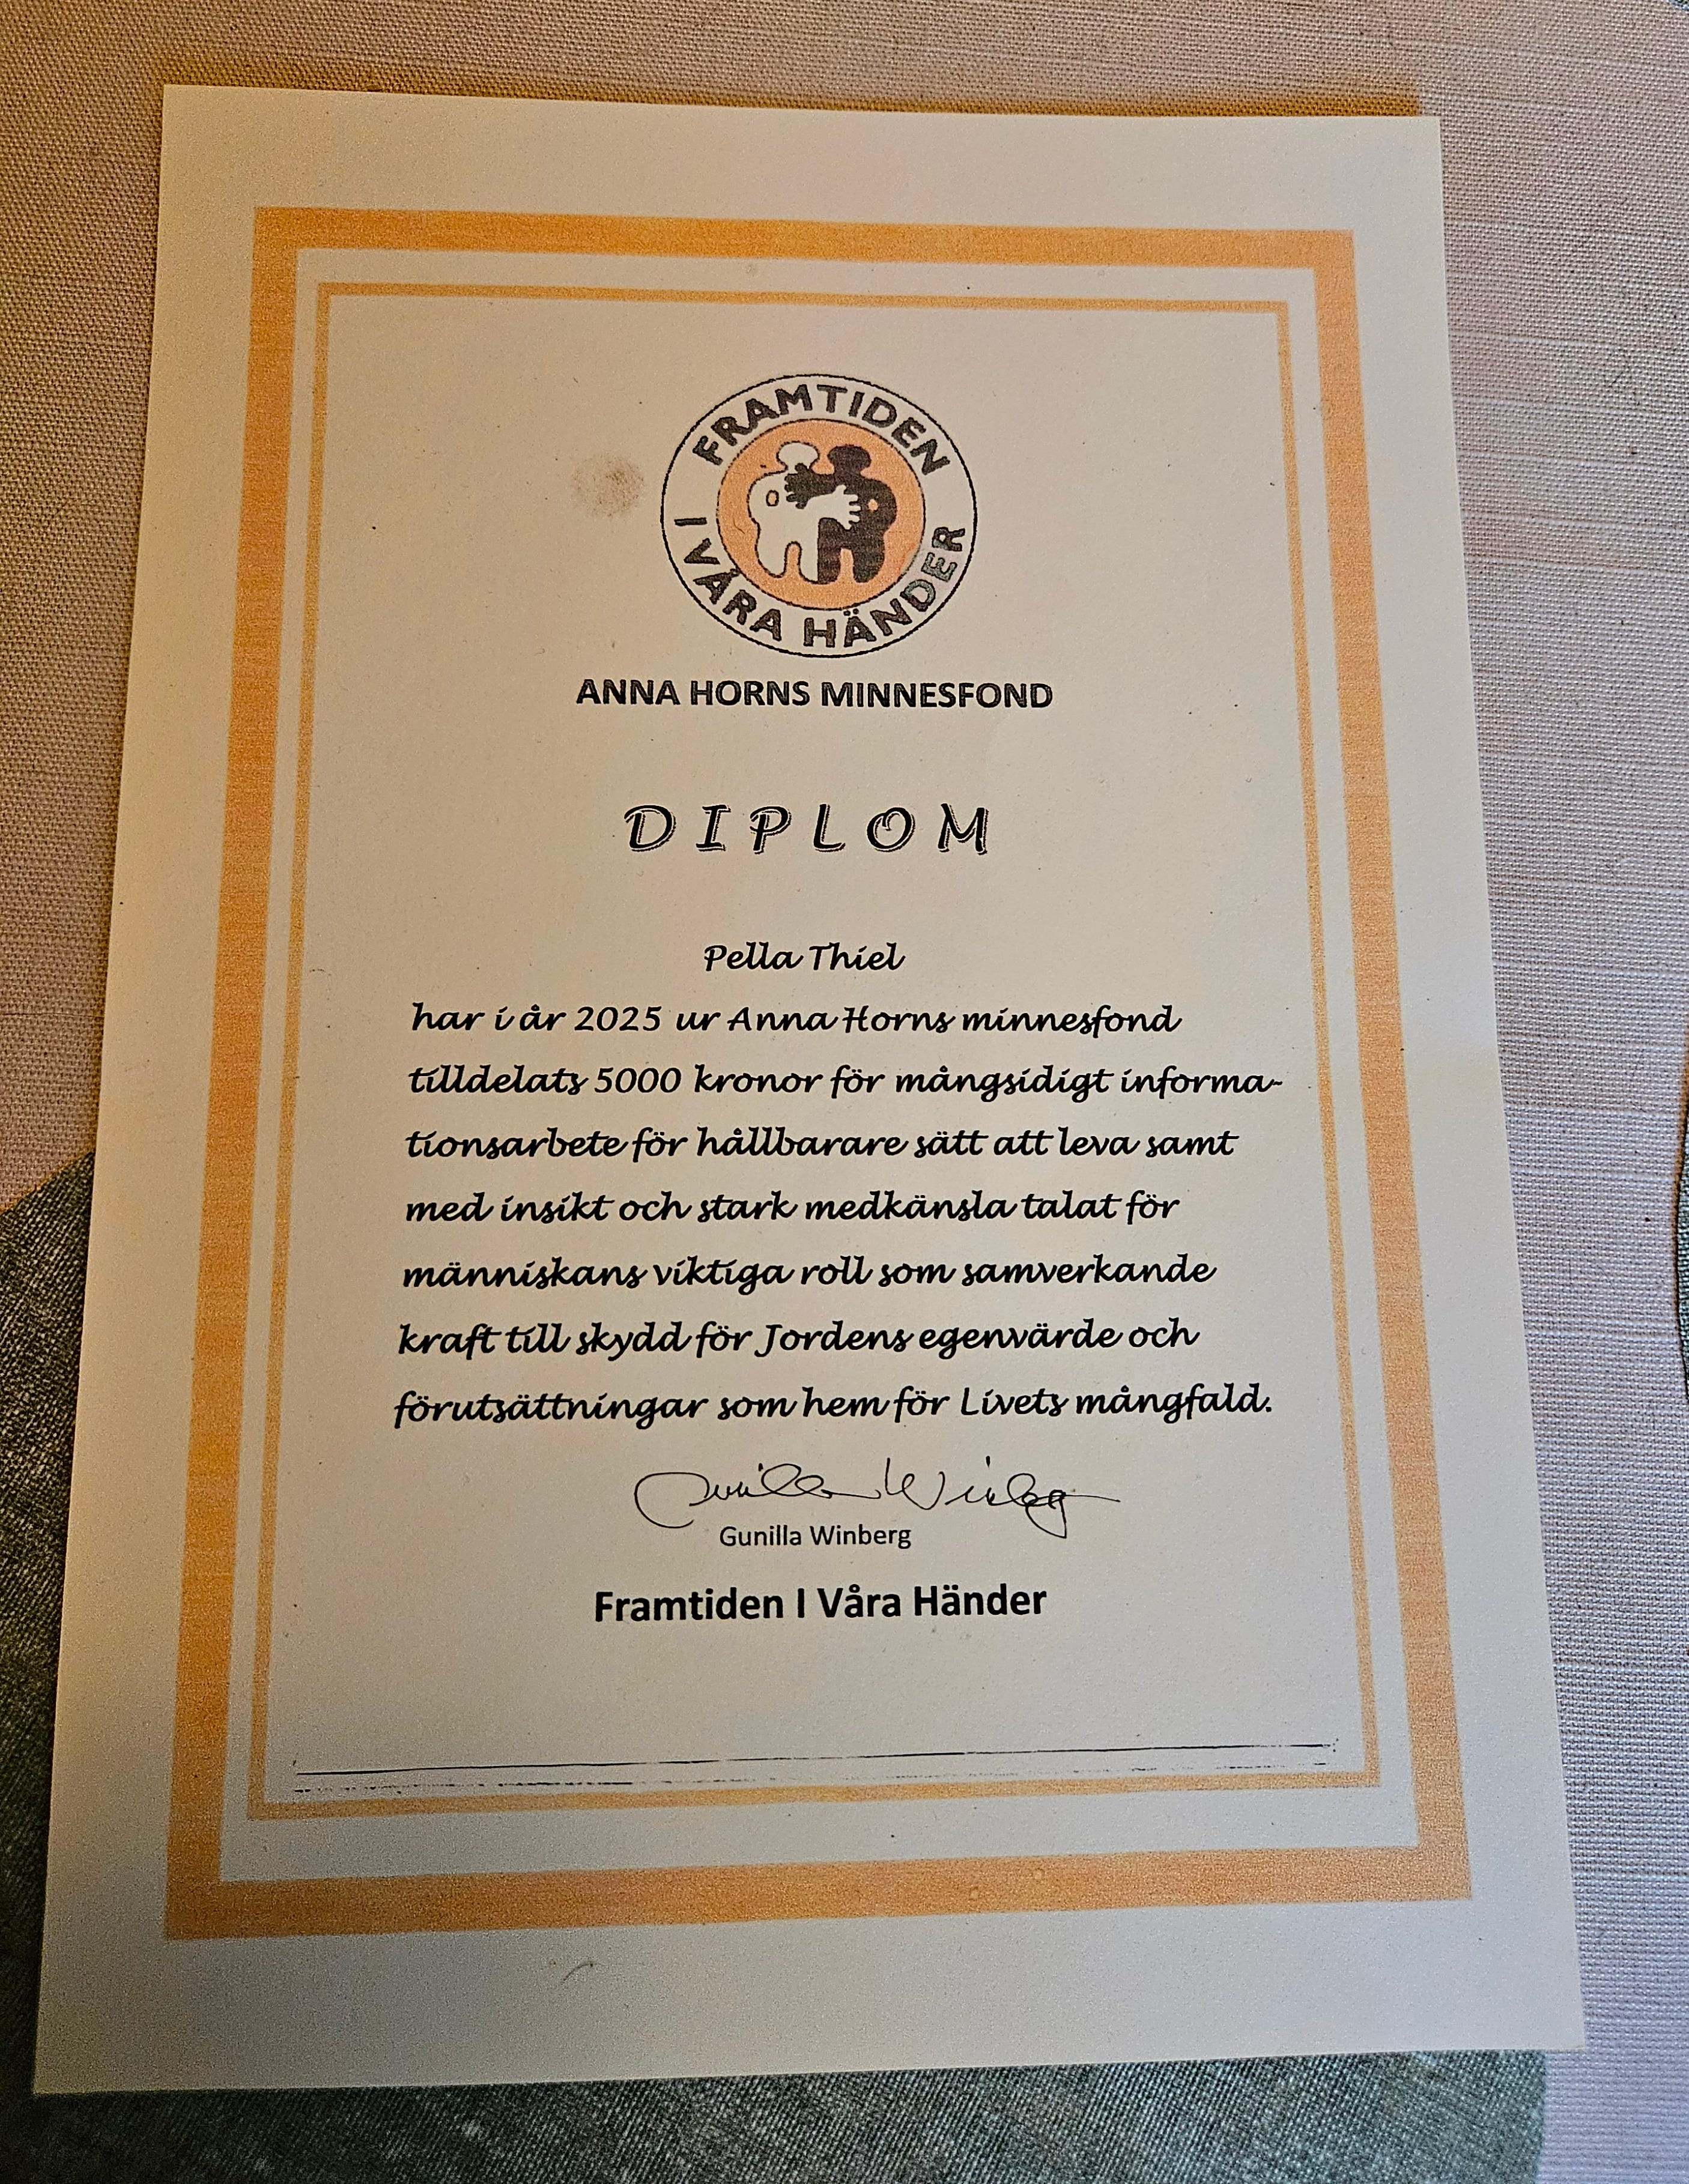 FRAMTIDEN
I VÅRA HÄNDER
ANNA HORNS MINNESFOND
DIPLOM
Pella Thiel
har i år 2025 ur Anna Horns minnesfond
tilldelats 5000 kronor för mångsidigt informa-
tionsarbete för hållbarare sätt att leva samt
med insikt och stark medkänsla talat för
människans viktiga roll som samverkande
kraft till skydd för Jordens egenvärde och
förutsättningar som hem för Livets mångfald.
Gunilla Winberg
Gunilla Winberg
Framtiden I Våra Händer